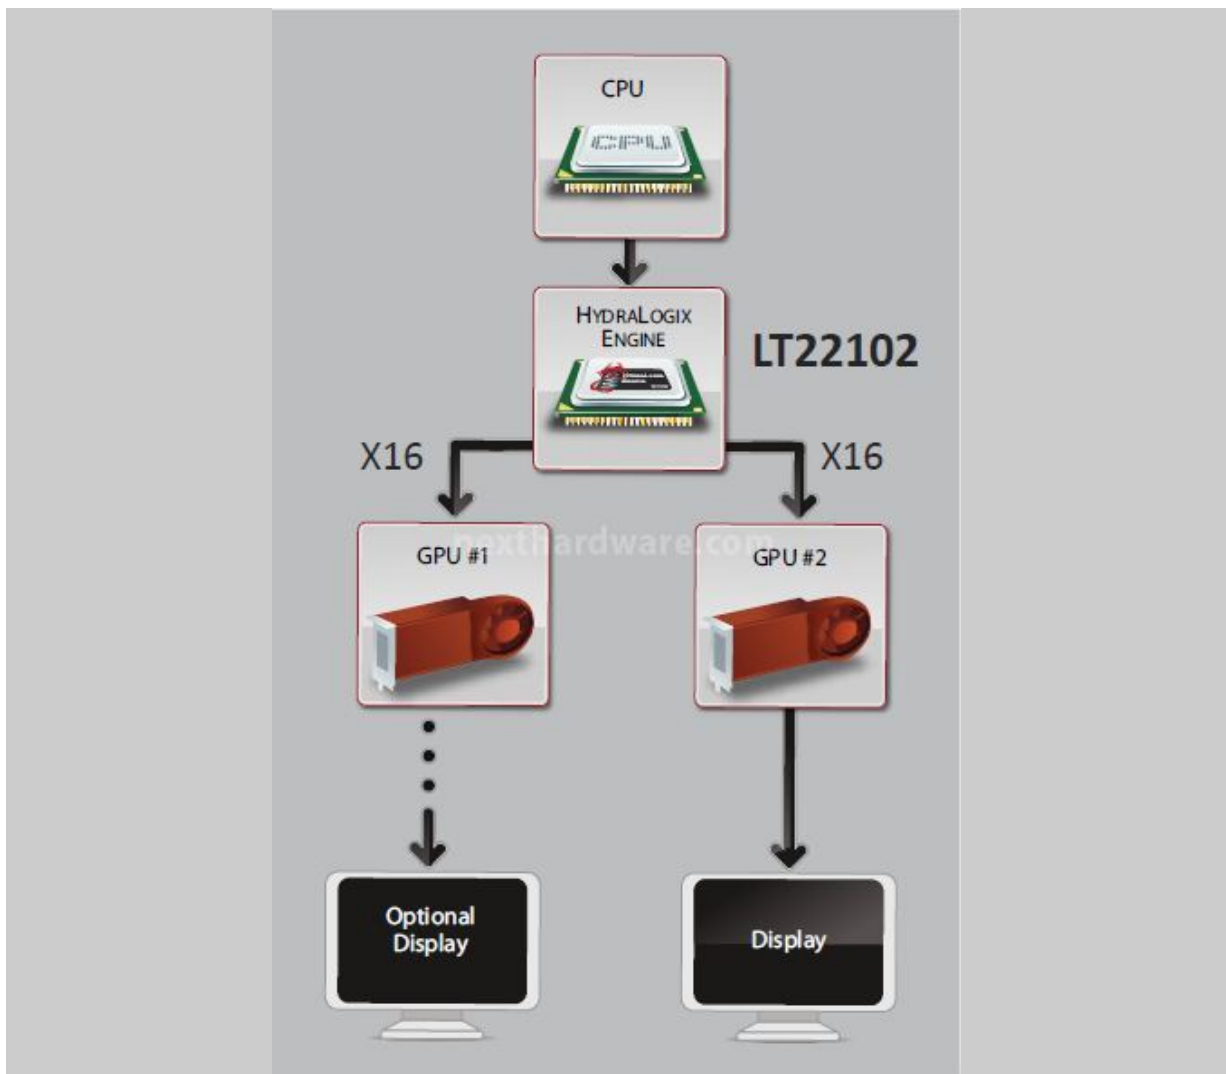 CPU
CPU
HYDRALOGIX
ENGINE
LT22102
X16
X16
nexthardware.com
GPU #1
GPU #2
Optional
Display
Display